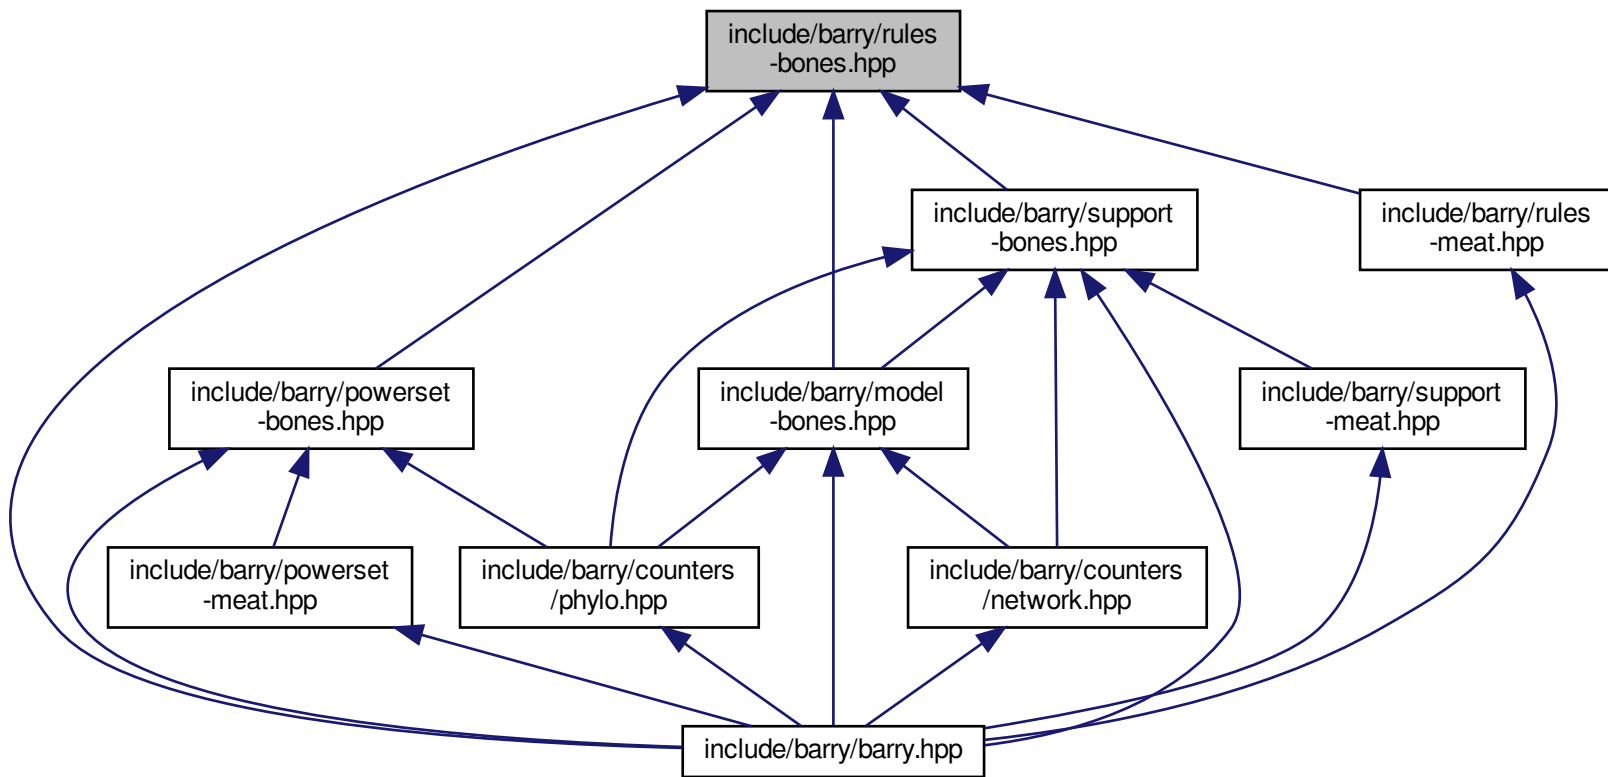 include/barry/rules
-bones.hpp
include/barry/support
-bones.hpp
include/barry/rules
-meat.hpp
include/barry/powerset
-bones.hpp
include/barry/model
-bones.hpp
include/barry/support
-meat.hpp
include/barry/powerset
-meat.hpp
include/barry/counters
/phylo.hpp
include/barry/counters
/network.hpp
include/barry/barry.hpp